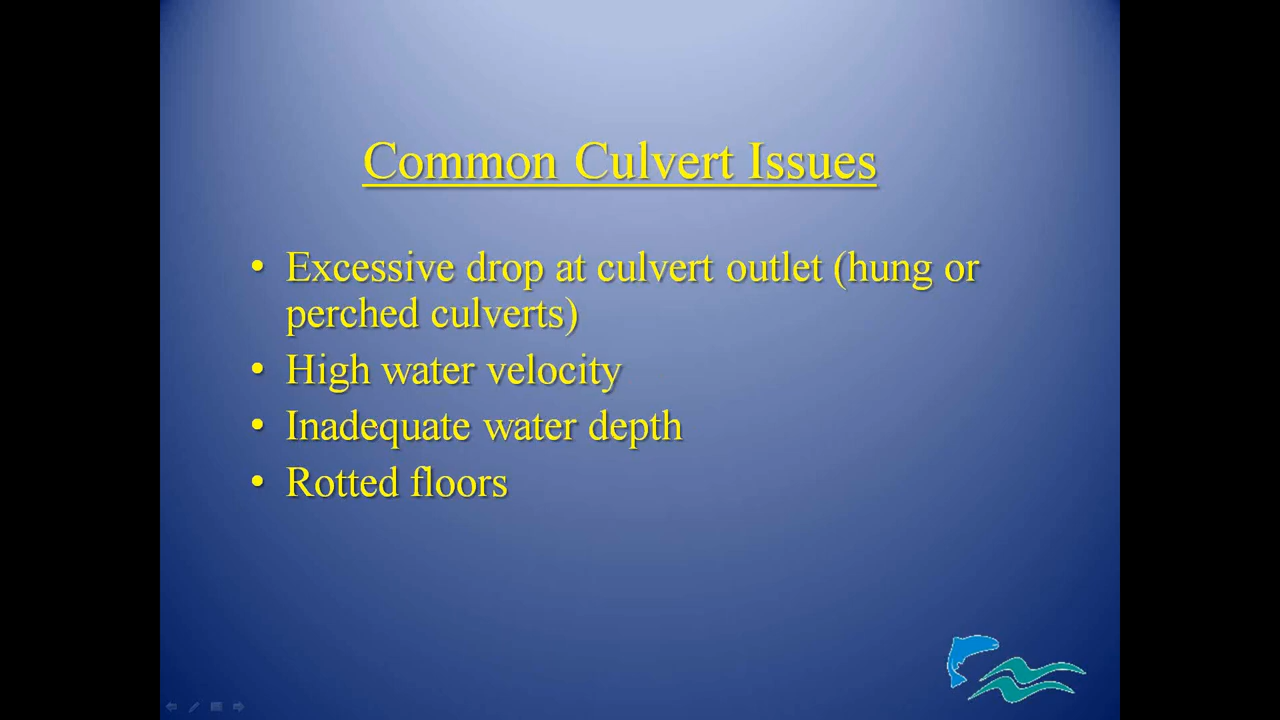 Common Culvert Issues
• Excessive drop at culvert outlet (hung or
perched culverts)
• High water velocity
• Inadequate water depth
• Rotted floors